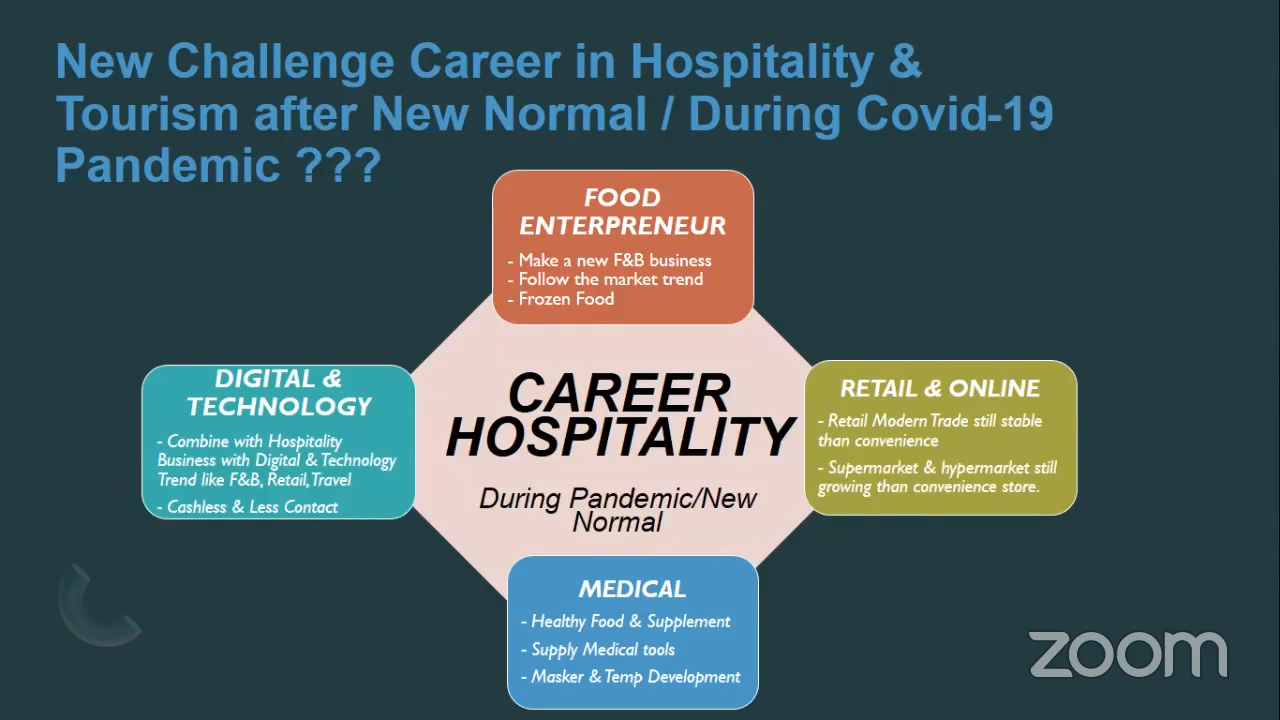 New Challenge Career in Hospitality &
Tourism after New Normal / During Covid-19
Pandemic ???
FOOD
ENTERPRENEUR
- Make a new F&B business
- Follow the market trend
- Frozen Food
DIGITAL &
TECHNOLOGY
- Combine with Hospitality
Business with Digital & Technology
Trend like F&B, Retail, Travel
- Cashless & Less Contact
CAREER
HOSPITALITY
During Pandemic/New
Normal
RETAIL & ONLINE
- Retail Modern Trade still stable
than convenience
- Supermarket & hypermarket still
growing than convenience store.
MEDICAL
- Healthy Food & Supplement
- Supply Medical tools
- Masker & Temp Development
zoom